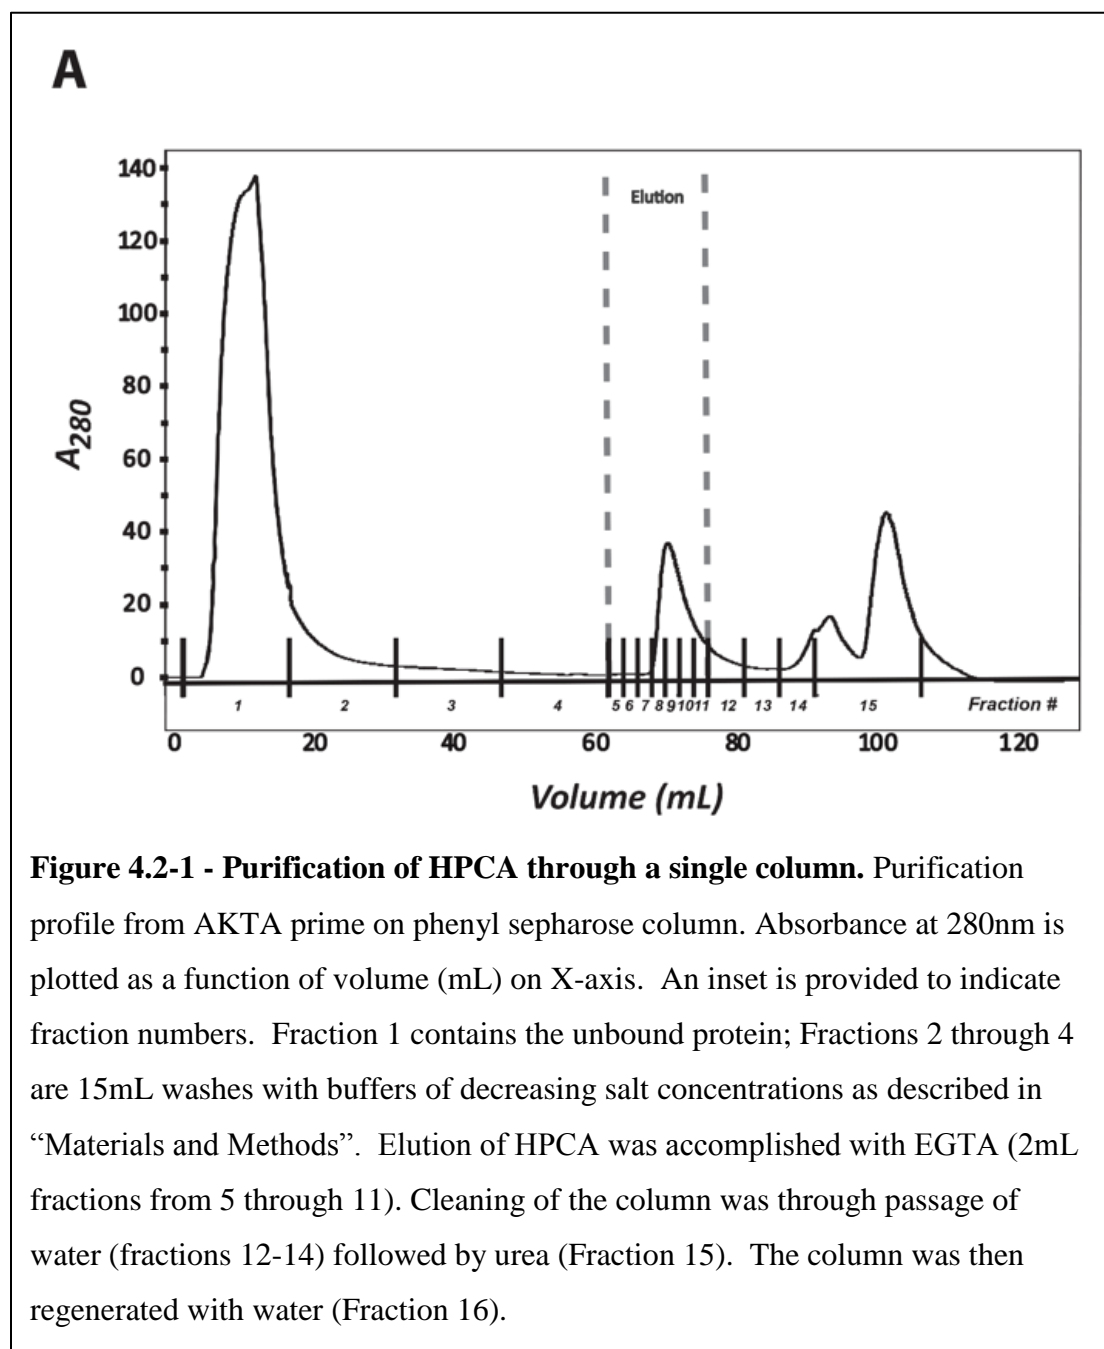 A
140
120
100
80
60
40
20
0
A280
Elution
1 2 3 4 5 6 7 8 9 10 11 12 13 14 15 Fraction #
0 20 40 60 80 100 120
Volume (mL)
Figure 4.2-1 - Purification of HPCA through a single column. Purification
profile from AKTA prime on phenyl sepharose column. Absorbance at 280nm is
plotted as a function of volume (mL) on X-axis. An inset is provided to indicate
fraction numbers. Fraction 1 contains the unbound protein; Fractions 2 through 4
are 15mL washes with buffers of decreasing salt concentrations as described in
“Materials and Methods”. Elution of HPCA was accomplished with EGTA (2mL
fractions from 5 through 11). Cleaning of the column was through passage of
water (fractions 12-14) followed by urea (Fraction 15). The column was then
regenerated with water (Fraction 16).